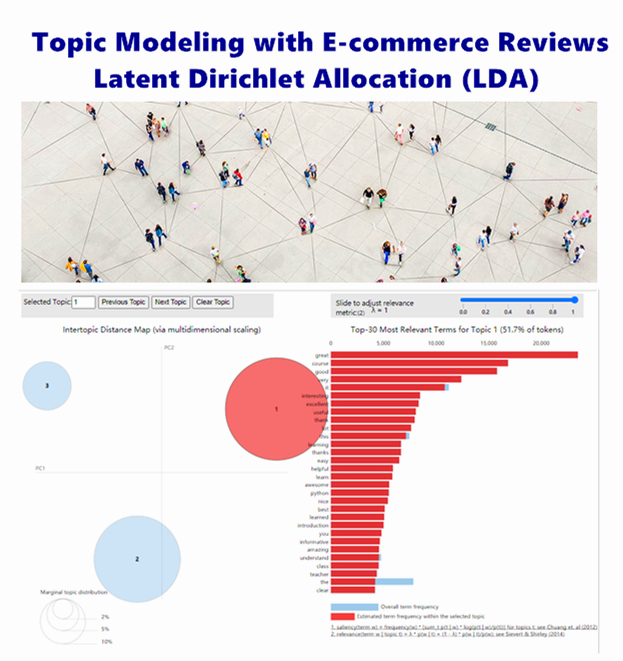 Topic Modeling with E-commerce Reviews
Latent Dirichlet Allocation (LDA)
Selected Topic: 1 Previous Topic Next Topic Clear Topic
Slide to adjust relevance
metric:(2) λ = 1
0.0 0.2 0.4 0.6 0.8 1
Intertopic Distance Map (via multidimensional scaling)
PC2
PC1
3
1
2
Marginal topic distribution
2%
5%
10%
Top-30 Most Relevant Terms for Topic 1 (51.7% of tokens)
0 5,000 10,000 15,000 20,000
great
course
good
very
it
interesting
excellent
useful
thank
this
learning
thanks
easy
helpful
learn
awesome
python
nice
best
learned
introduction
you
informative
amazing
understand
class
teacher
the
clear
Overall term frequency
Estimated term frequency within the selected topic
1. saliency(term w) = frequency(w) * [sum_t p(t | w) * log(p(t | w)/p(t))] for topics t; see Chuang et. al (2012)
2. relevance(term w | topic t) = λ * p(w | t) + (1 - λ) * p(w | t)/p(w); see Sievert & Shirley (2014)